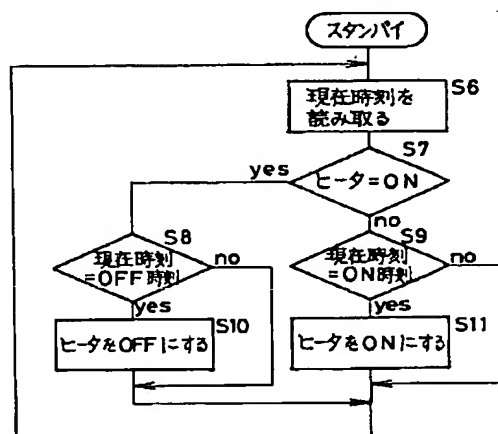 スタンバイ
S6
現在時刻を
読み取る
S7
yes
ヒータ=ON
no
S8
現在時刻
=OFF時刻
no
yes
S9
現在時刻
=ON時刻
no
yes
S10
ヒータをOFFにする
S11
ヒータをONにする